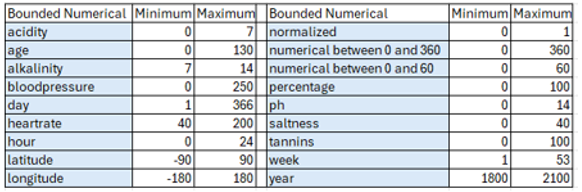 Bounded Numerical Minimum Maximum Bounded Numerical Minimum Maximum
acidity 0 7 normalized 0 1
age 0 130 numerical between 0 and 360 0 360
alkalinity 7 14 numerical between 0 and 60 0 60
bloodpressure 0 250 percentage 0 100
day 1 366 ph 0 14
heartrate 40 200 saltness 0 40
hour 0 24 tannins 0 100
latitude -90 90 week 1 53
longitude -180 180 year 1800 2100